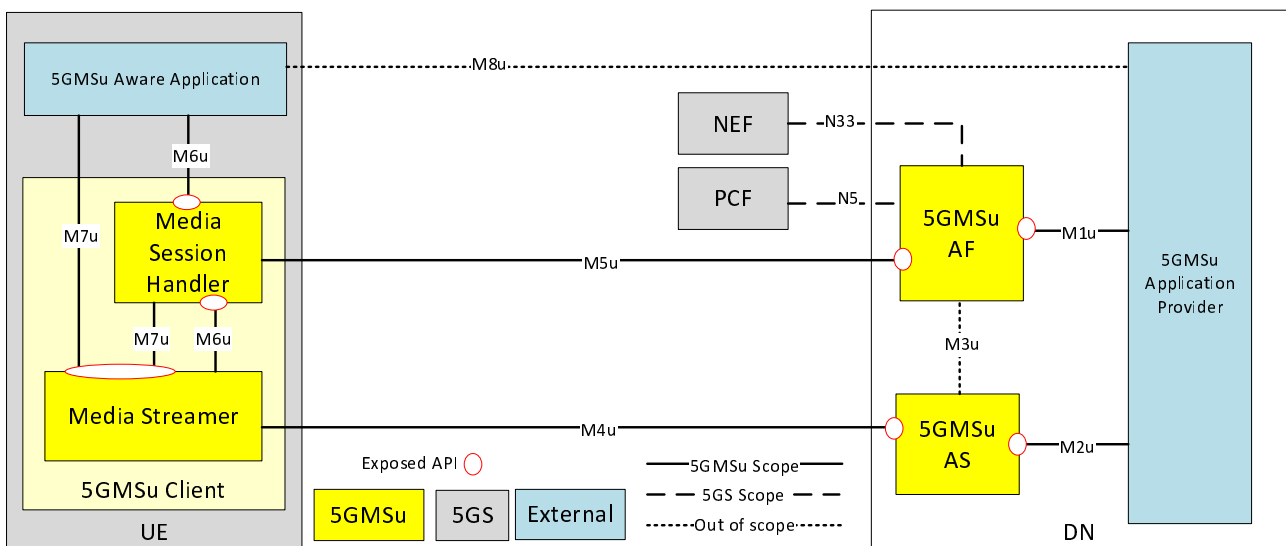 5GMSu Aware Application
M8u
NEF
N33
M6u
PCF
N5
5GMSu
AF
M1u
Media
Session
Handler
M7u
M5u
5GMSu
Application
Provider
M7u
M6u
M3u
Media Streamer
M4u
5GMSu
AS
M2u
Exposed API
5GMSu Scope
5GS Scope
Out of scope
5GMSu Client
5GMSu
5GS
External
UE
DN